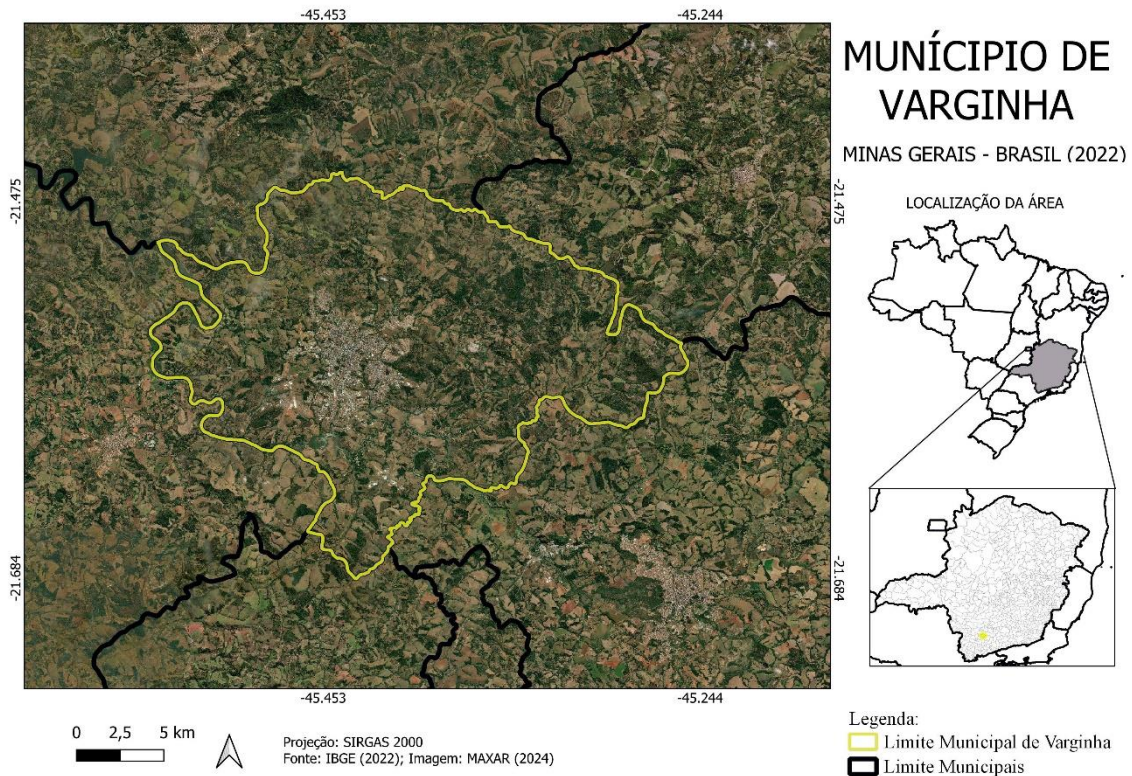 -45.453
-45.244
-21.475
-21.475
-21.684
-21.684
-45.453
-45.244
MUNÍCIPIO DE
VARGINHA
MINAS GERAIS - BRASIL (2022)
LOCALIZAÇÃO DA ÁREA
0 2,5 5 km
Projeção: SIRGAS 2000
Fonte: IBGE (2022); Imagem: MAXAR (2024)
Legenda:
Limite Municipal de Varginha
Limite Municipais